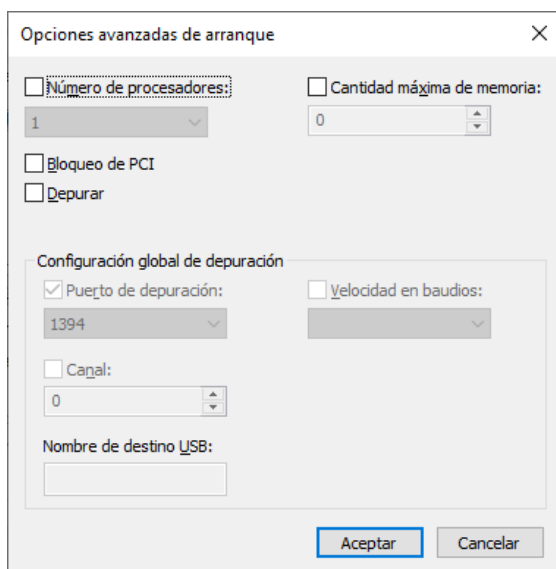 Opciones avanzadas de arranque
Número de procesadores:
1
Cantidad máxima de memoria:
0
Bloqueo de PCI
Depurar
Configuración global de depuración
Puerto de depuración:
1394
Velocidad en baudios:
Canal:
0
Nombre de destino USB:
Aceptar
Cancelar